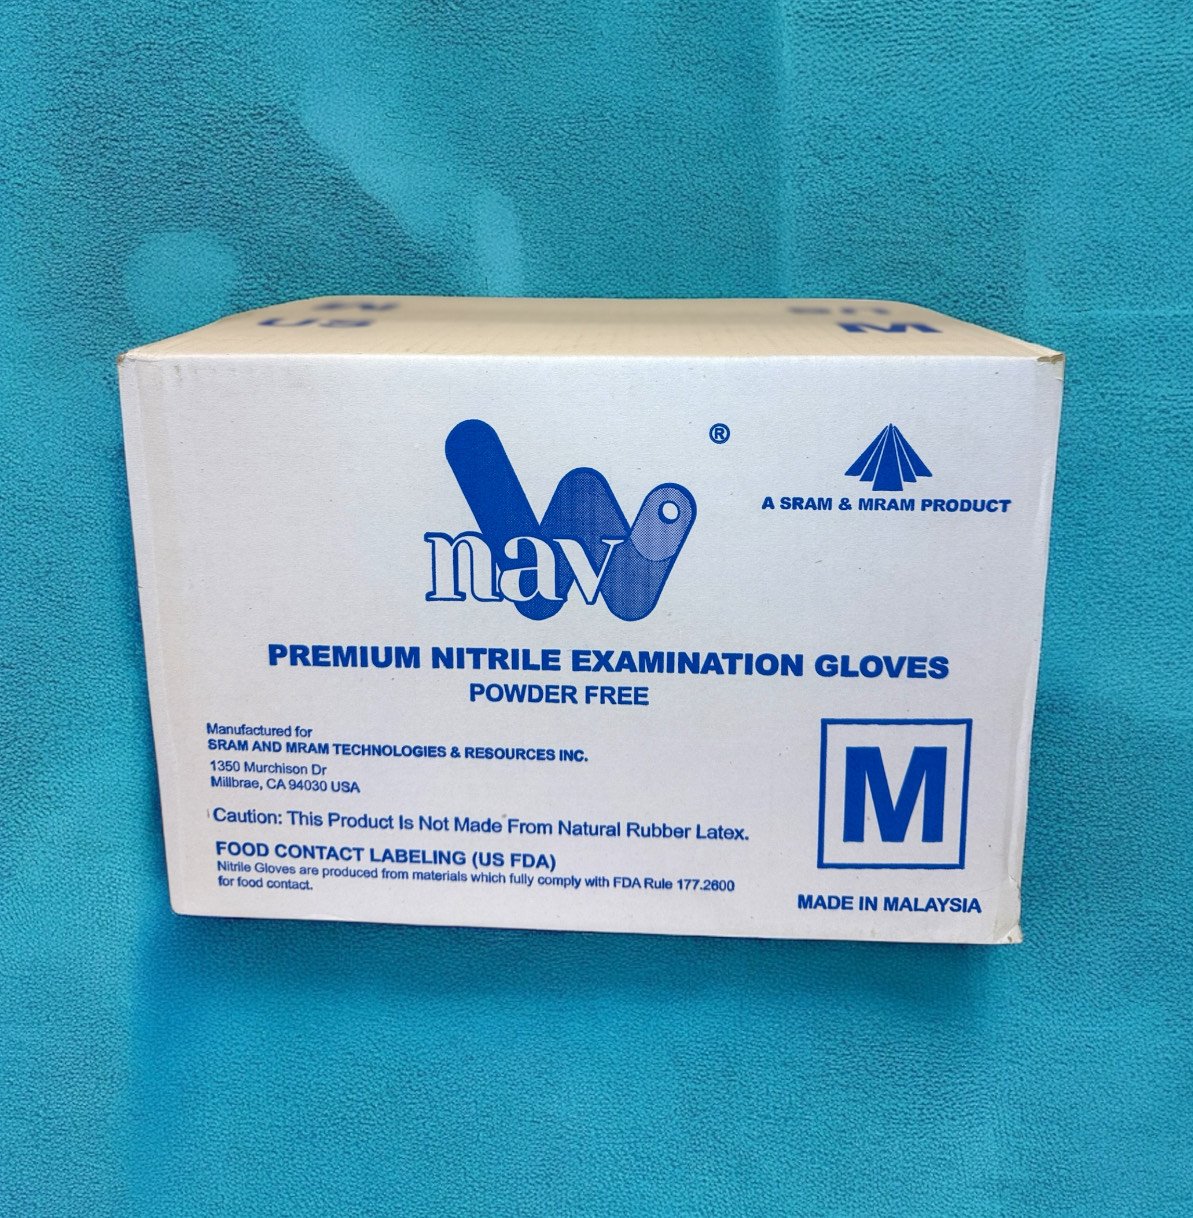 M
US
US
M
nav
®
A SRAM & MRAM PRODUCT
PREMIUM NITRILE EXAMINATION GLOVES
POWDER FREE
Manufactured for
SRAM AND MRAM TECHNOLOGIES & RESOURCES INC.
1350 Murchison Dr
Millbrae, CA 94030 USA
Caution: This Product Is Not Made From Natural Rubber Latex.
FOOD CONTACT LABELING (US FDA)
Nitrile Gloves are produced from materials which fully comply with FDA Rule 177.2600
for food contact.
M
MADE IN MALAYSIA